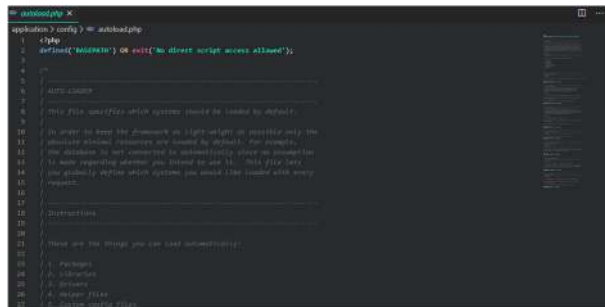 autoload.php ×
application > config > autoload.php
1 <?php
2 defined('BASEPATH') OR exit('No direct script access allowed');
3
4 /*
5 | -------------------------------------------------------------------
6 | AUTO-LOADER
7 | -------------------------------------------------------------------
8 | This file specifies which systems should be loaded by default.
9 |
10 | In order to keep the framework as light-weight as possible only the
11 | absolute minimal resources are loaded by default. For example,
12 | the database is not connected to automatically since no assumption
13 | is made regarding whether you intend to use it. This file lets
14 | you globally define which systems you would like loaded with every
15 | request.
16 |
17 | -------------------------------------------------------------------
18 | Instructions
19 | -------------------------------------------------------------------
20 |
21 | These are the things you can load automatically:
22 |
23 | 1. Packages
24 | 2. Libraries
25 | 3. Drivers
26 | 4. Helper files
27 | 5. Custom config files